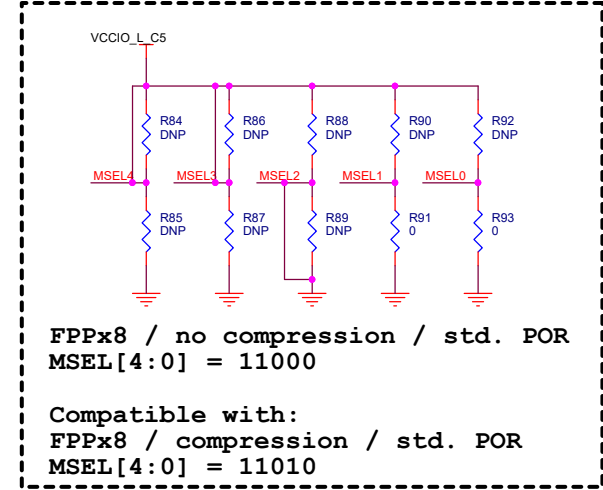 VCCIO_L_C5
R84 R86 R88 R90 R92
DNP DNP DNP DNP DNP
MSEL4 MSEL3 MSEL2 MSEL1 MSEL0
R85 R87 R89 R91 R93
DNP DNP DNP 0 0
FPPx8 / no compression / std. POR
MSEL[4:0] = 11000
Compatible with:
FPPx8 / compression / std. POR
MSEL[4:0] = 11010